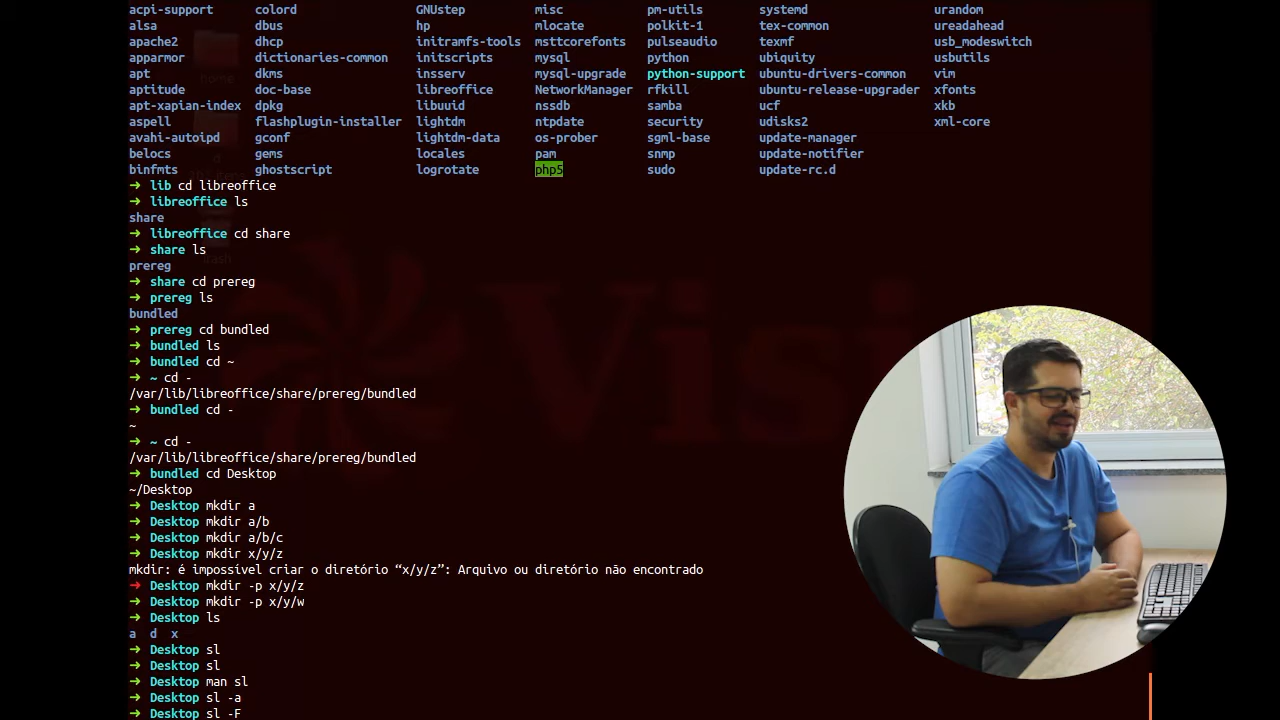 acpi-support colord GNUstep misc pm-utils systemd urandom
alsa dbus hp mlocate polkit-1 tex-common ureadahead
apache2 dhcp initramfs-tools msttcorefonts pulseaudio texmf usb_modeswitch
apparmor dictionaries-common initscripts mysql python ubiquity usbutils
apt dkms insserv mysql-upgrade python-support ubuntu-drivers-common vim
aptitude doc-base libreoffice NetworkManager rfkill ubuntu-release-upgrader xfonts
apt-xapian-index dpkg libuuid nssdb samba ucf xkb
aspell flashplugin-installer lightdm ntpdate security udisks2 xml-core
avahi-autoipd gconf lightdm-data os-prober sgml-base update-manager
belocs gems locales pam snmp update-notifier
binfmts ghostscript logrotate php5 sudo update-rc.d
➜ lib cd libreoffice
➜ libreoffice ls
share
➜ libreoffice cd share
➜ share ls
prereg
➜ share cd prereg
➜ prereg ls
bundled
➜ prereg cd bundled
➜ bundled ls
➜ bundled cd ~
➜ ~ cd -
/var/lib/libreoffice/share/prereg/bundled
➜ bundled cd -
~
➜ ~ cd -
/var/lib/libreoffice/share/prereg/bundled
➜ bundled cd Desktop
~/Desktop
➜ Desktop mkdir a
➜ Desktop mkdir a/b
➜ Desktop mkdir a/b/c
➜ Desktop mkdir x/y/z
mkdir: é impossível criar o diretório “x/y/z”: Arquivo ou diretório não encontrado
➜ Desktop mkdir -p x/y/z
➜ Desktop mkdir -p x/y/w
➜ Desktop ls
a d x
➜ Desktop sl
➜ Desktop sl
➜ Desktop man sl
➜ Desktop sl -a
➜ Desktop sl -F
home
trash
Visi